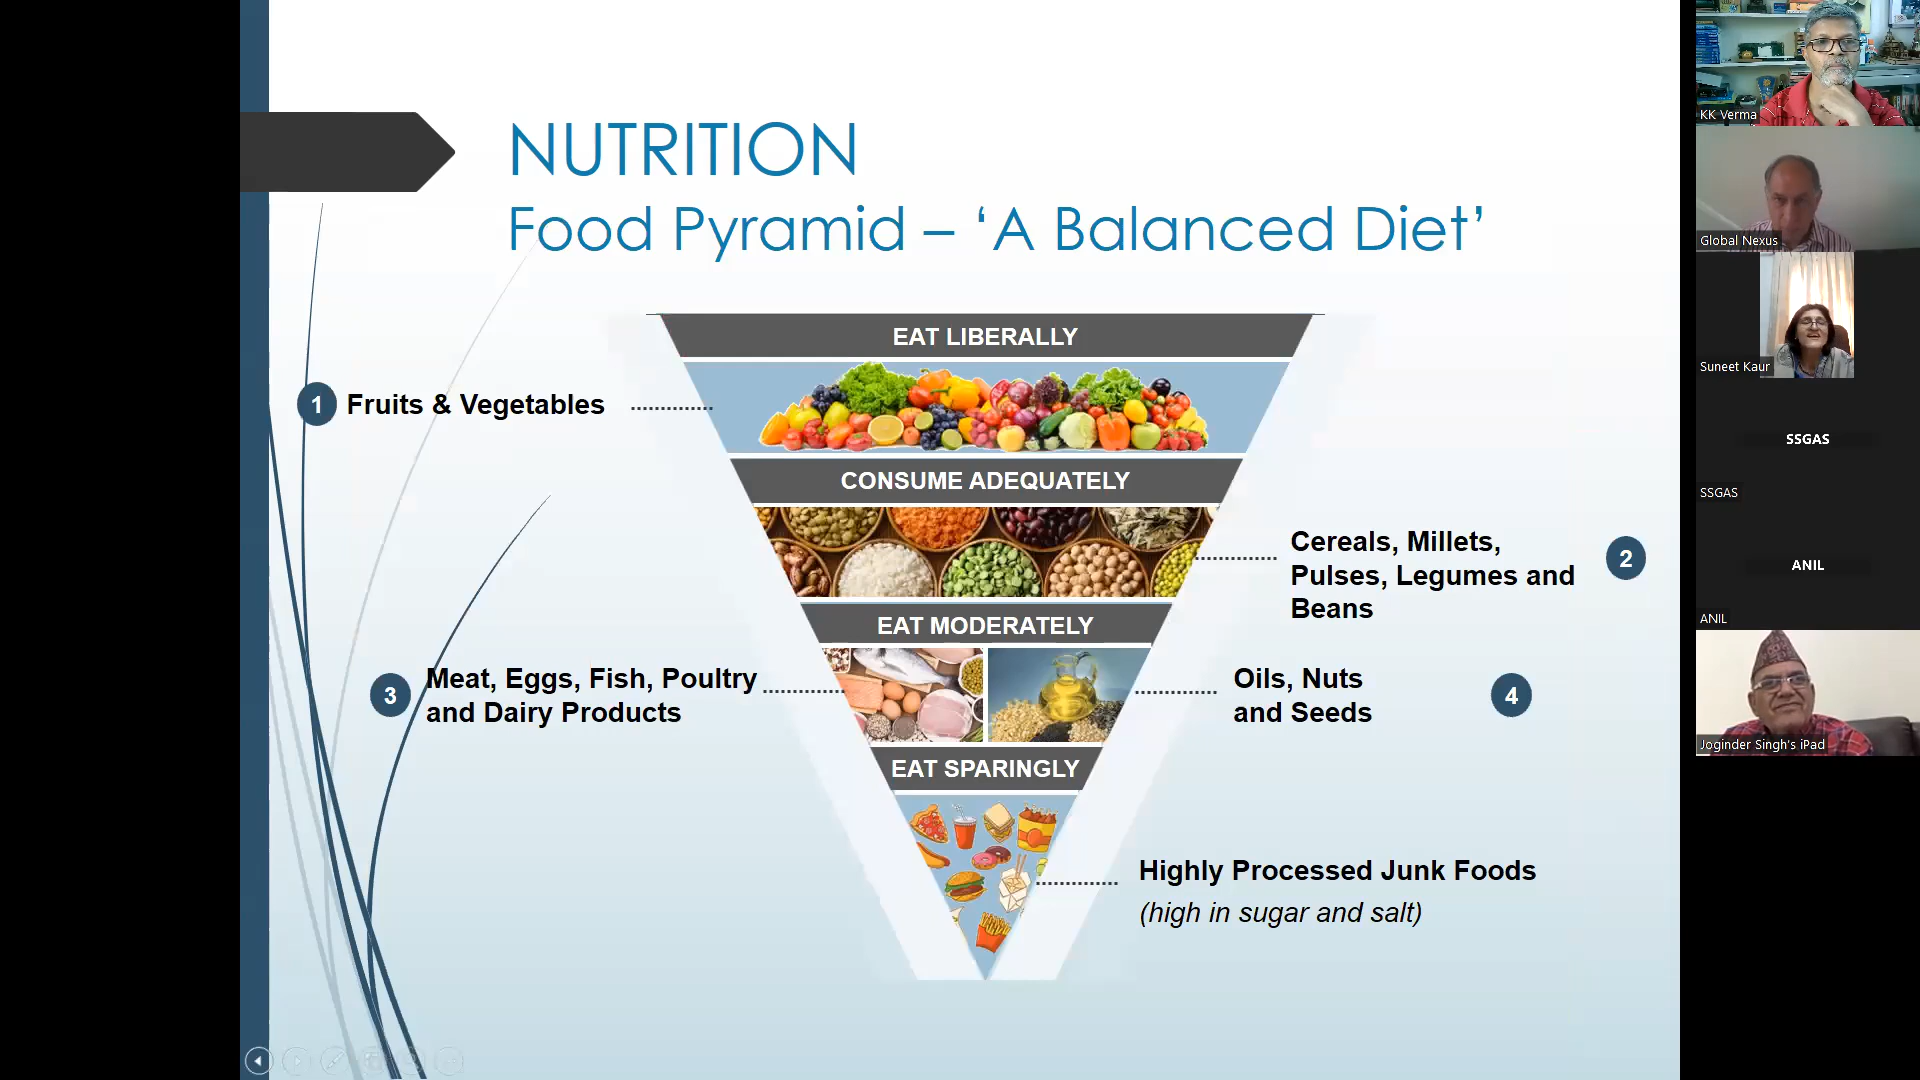 NUTRITION
Food Pyramid – ‘A Balanced Diet’
EAT LIBERALLY
1 Fruits & Vegetables
CONSUME ADEQUATELY
Cereals, Millets,
Pulses, Legumes and
Beans
2
EAT MODERATELY
3
Meat, Eggs, Fish, Poultry
and Dairy Products
Oils, Nuts
and Seeds
4
EAT SPARINGLY
Highly Processed Junk Foods
(high in sugar and salt)
KK Verma
Global Nexus
Suneet Kaur
SSGAS
SSGAS
ANIL
ANIL
Joginder Singh's iPad